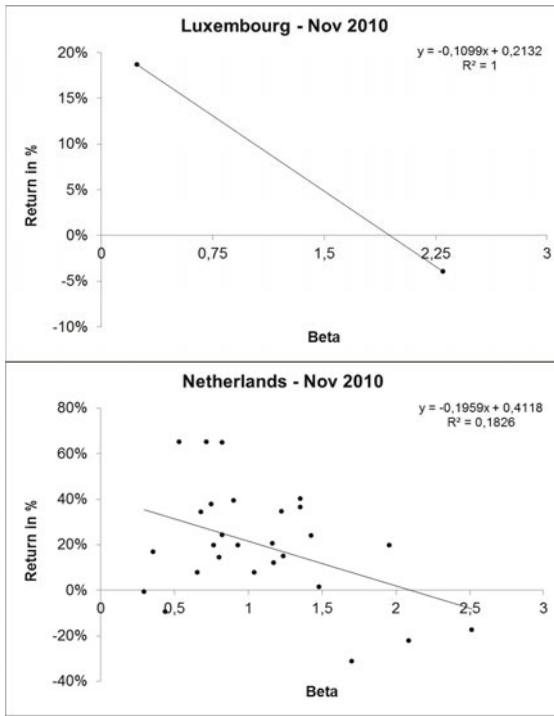 Luxembourg - Nov 2010
y = -0,1099x + 0,2132
R² = 1
20%
15%
10%
5%
0%
-5%
-10%
Return in %
0 0,75 1,5 2,25 3
Beta
Netherlands - Nov 2010
y = -0,1959x + 0,4118
R² = 0,1826
80%
60%
40%
20%
0%
-20%
-40%
Return in %
0 0,5 1 1,5 2 2,5 3
Beta